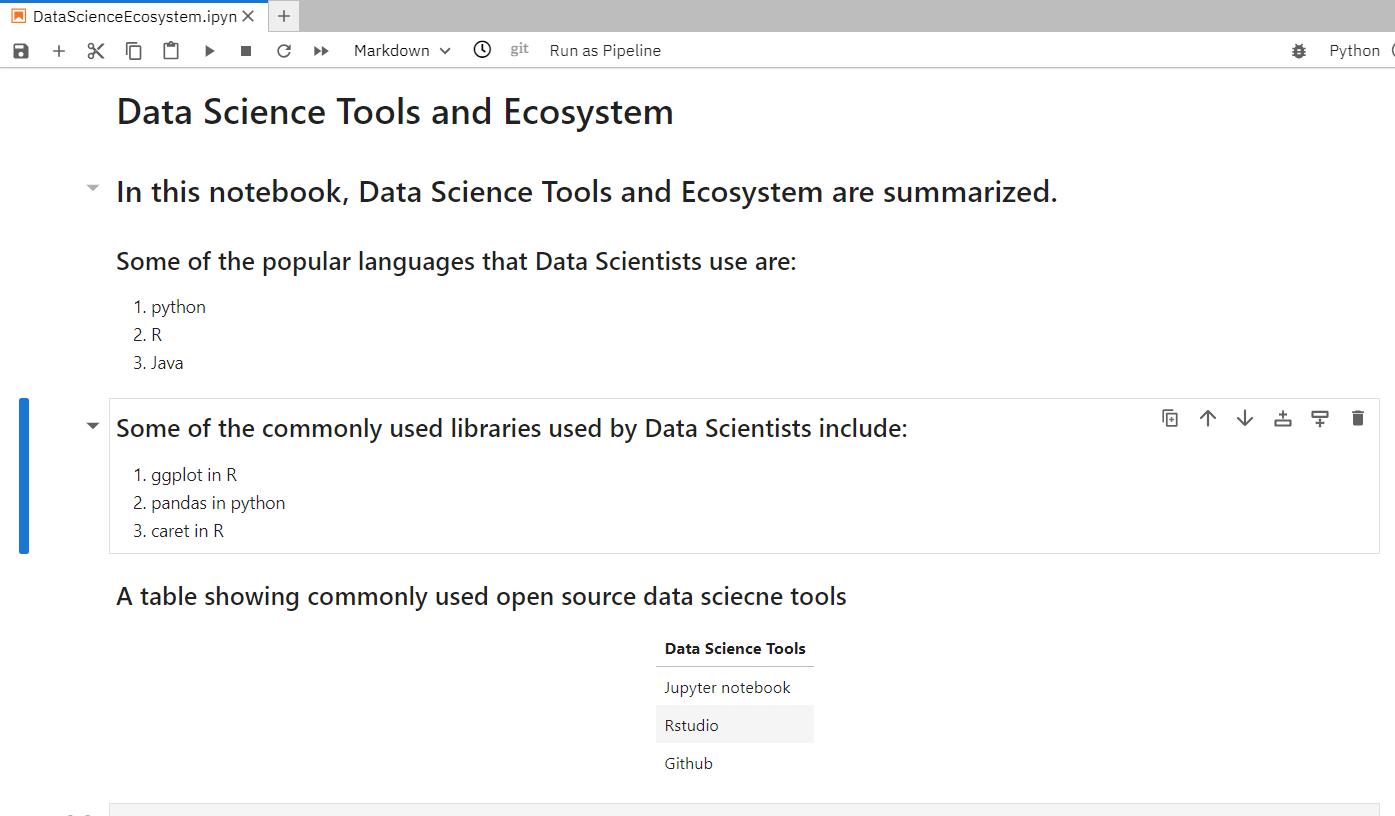 DataScienceEcosystem.ipyn
Markdown git Run as Pipeline Python
Data Science Tools and Ecosystem
In this notebook, Data Science Tools and Ecosystem are summarized.
Some of the popular languages that Data Scientists use are:
1. python
2. R
3. Java
Some of the commonly used libraries used by Data Scientists include:
1. ggplot in R
2. pandas in python
3. caret in R
A table showing commonly used open source data sciecne tools
Data Science Tools
Jupyter notebook
Rstudio
Github